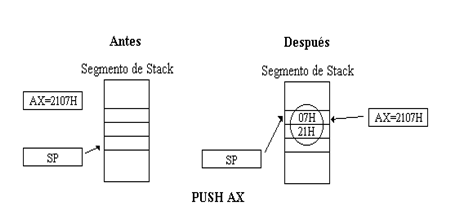 Antes
Segmento de Stack
AX=2107H
SP
Después
Segmento de Stack
07H
21H
AX=2107H
SP
PUSH AX